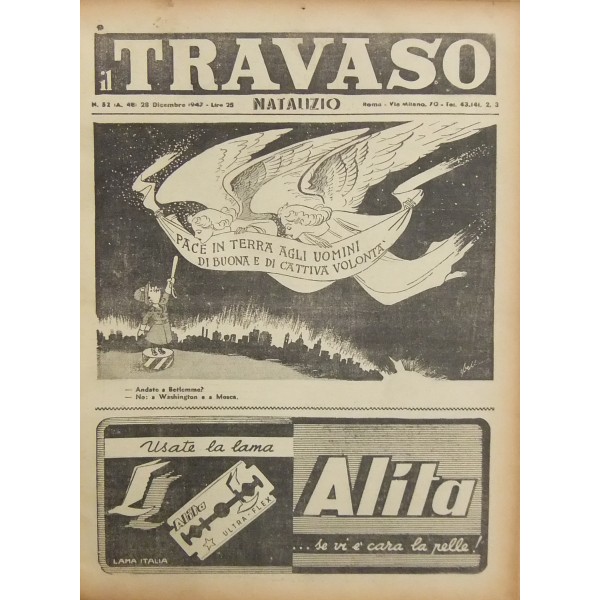 il TRAVASO
N. 52 (A. 48) 28 Dicembre 1947 - Lire 25
NATALIZIO
Roma - Via Milano, 70 - Tel. 43.141, 2, 3
PACE IN TERRA AGLI UOMINI
DI BUONA E DI CATTIVA VOLONTA'
— Andate a Betlemme?
— No: a Washington e a Mosca.
Usate la lama
Alita
ULTRA-FLEX
LAMA ITALIA
Alita
...se vi è cara la pelle!